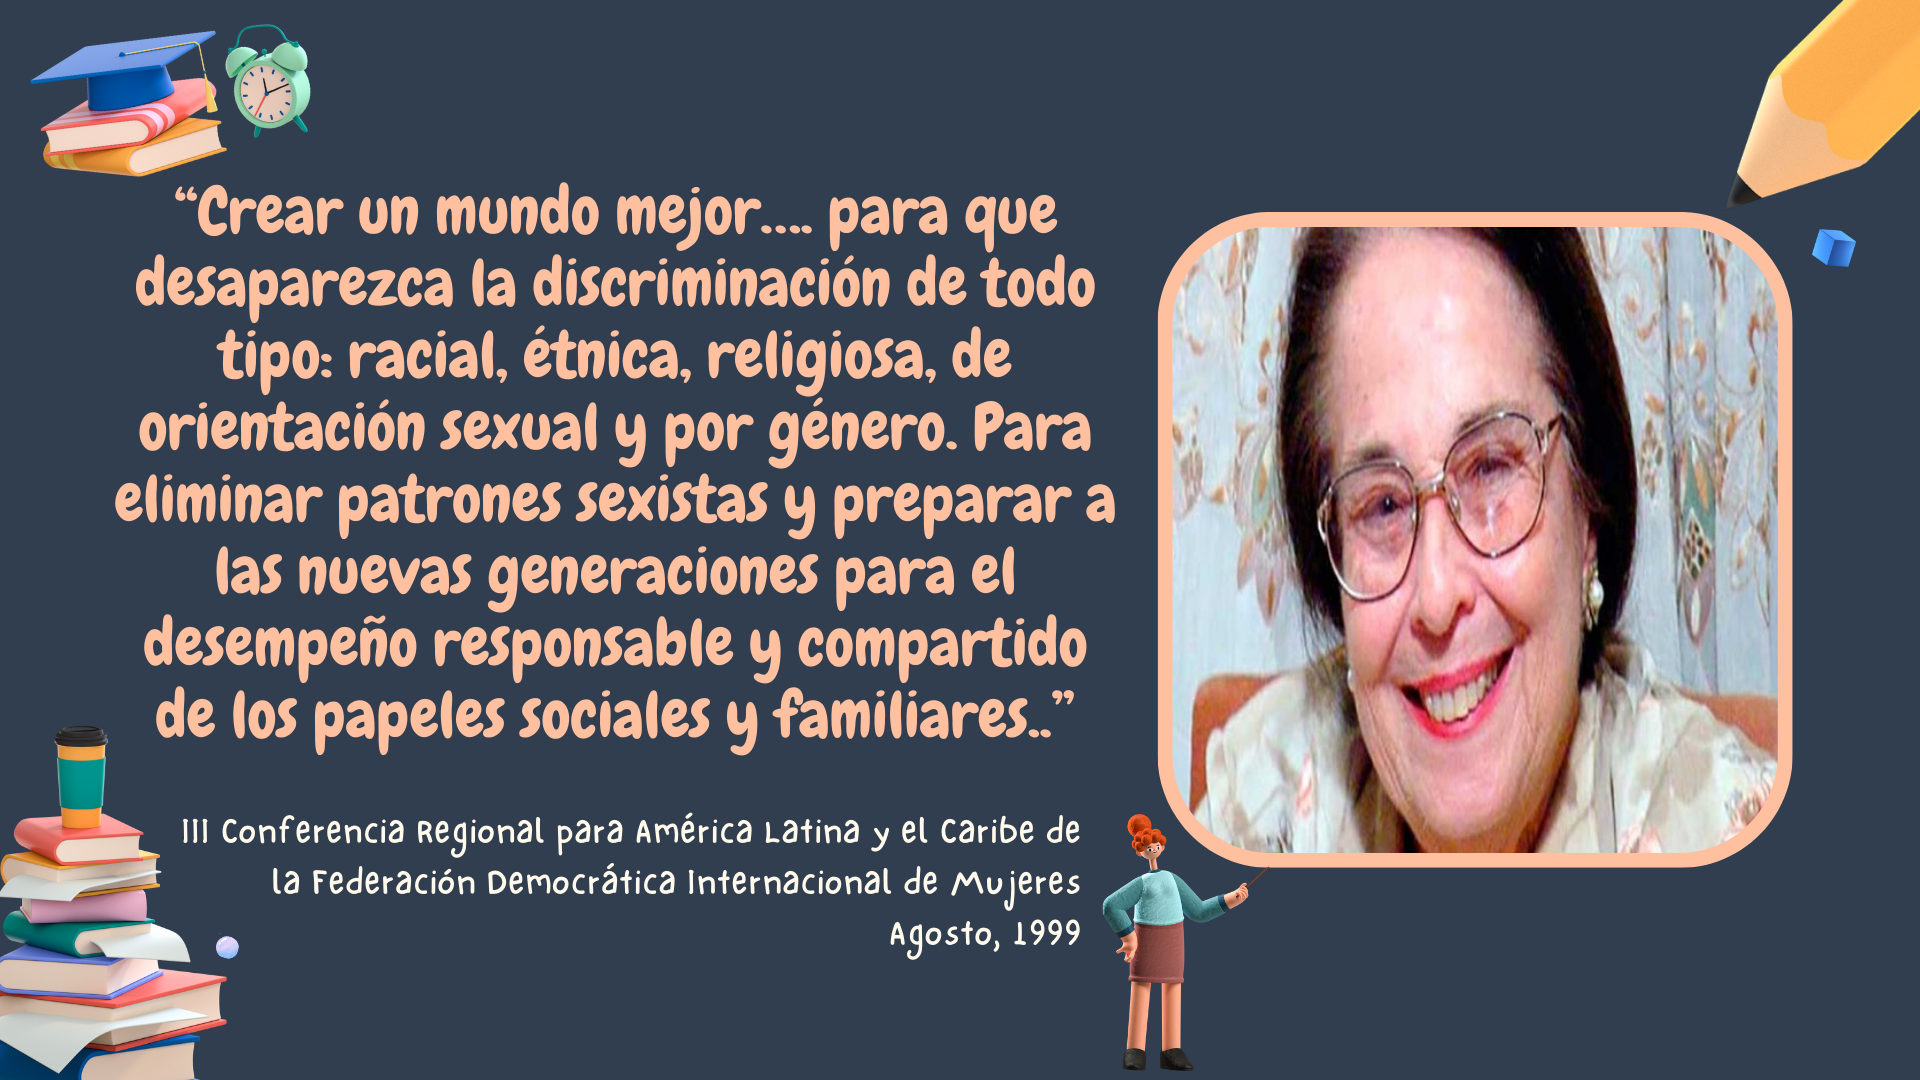 “Crear un mundo mejor.... para que
desaparezca la discriminación de todo
tipo: racial, étnica, religiosa, de
orientación sexual y por género. Para
eliminar patrones sexistas y preparar a
las nuevas generaciones para el
desempeño responsable y compartido
de los papeles sociales y familiares..”
III Conferencia Regional para América Latina y el Caribe de
la Federación Democrática Internacional de Mujeres
Agosto, 1999